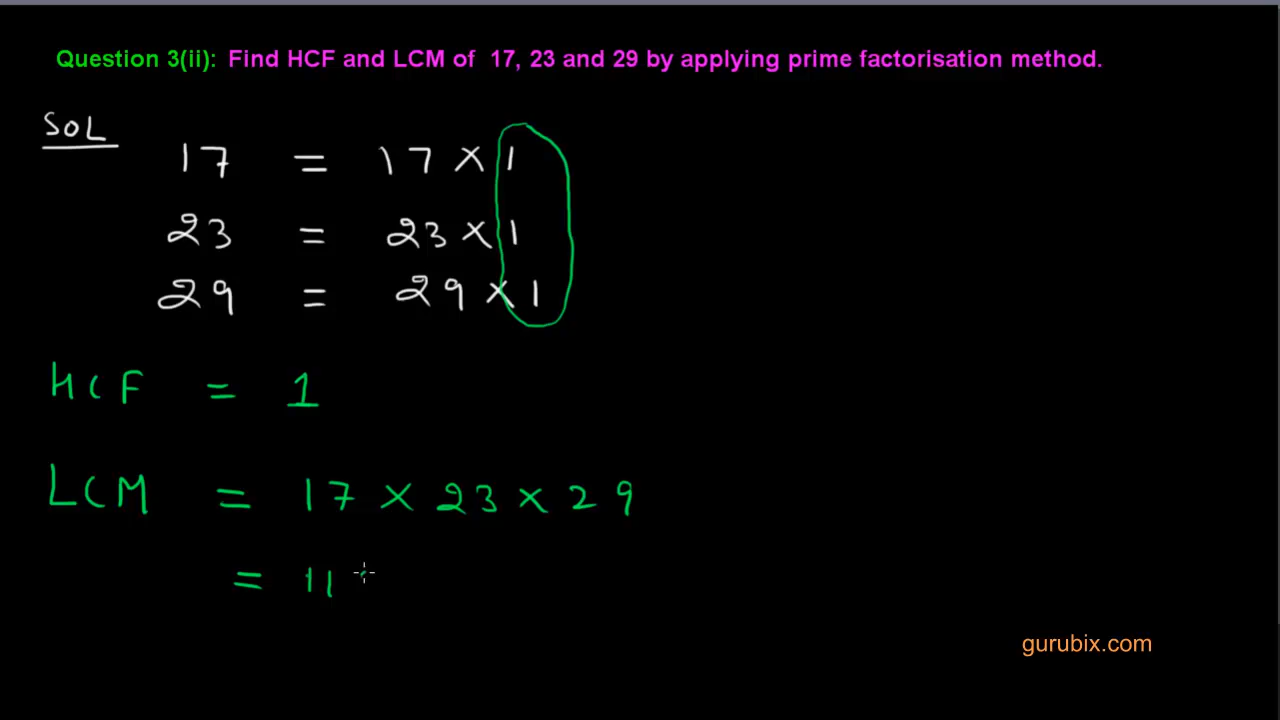 Question 3(ii): Find HCF and LCM of 17, 23 and 29 by applying prime factorisation method.
SOL
17 = 17 × 1
23 = 23 × 1
29 = 29 × 1
HCF = 1
LCM = 17 × 23 × 29
= 11
gurubix.com